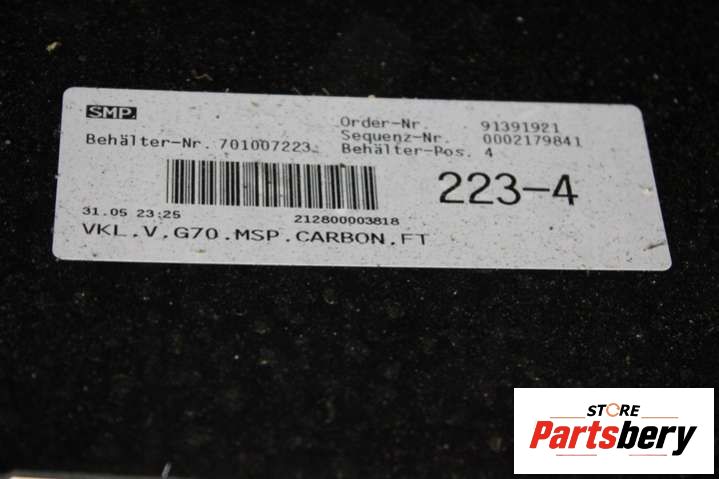 SMP.
Order-Nr. 91391921
Sequenz-Nr. 0002179841
Behälter-Nr. 701007223
Behälter-Pos. 4
223-4
31.05 23:25 212800003818
VKL.V.G70.MSP.CARBON.FT
STORE
Partsbery